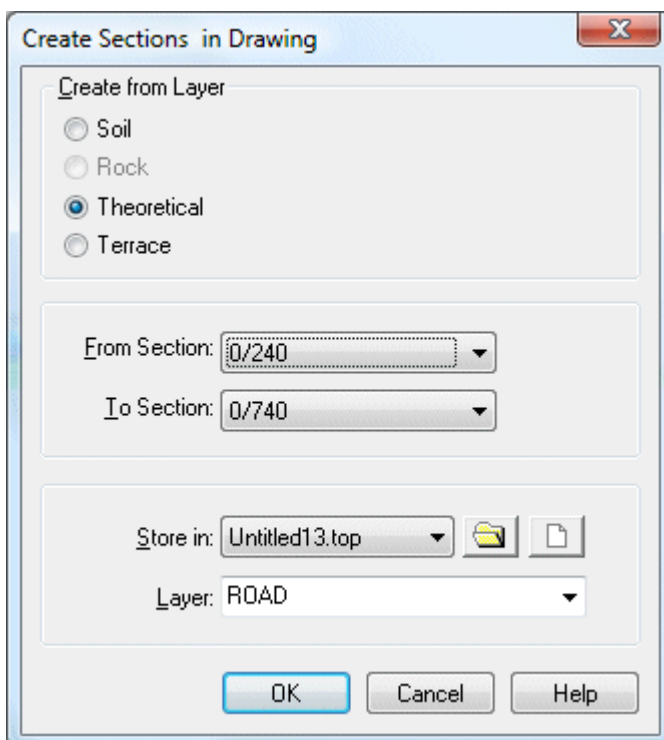 Create Sections in Drawing
Create from Layer
Soil
Rock
Theoretical
Terrace
From Section: 0/240
To Section: 0/740
Store in: Untitled13.top
Layer: ROAD
OK Cancel Help